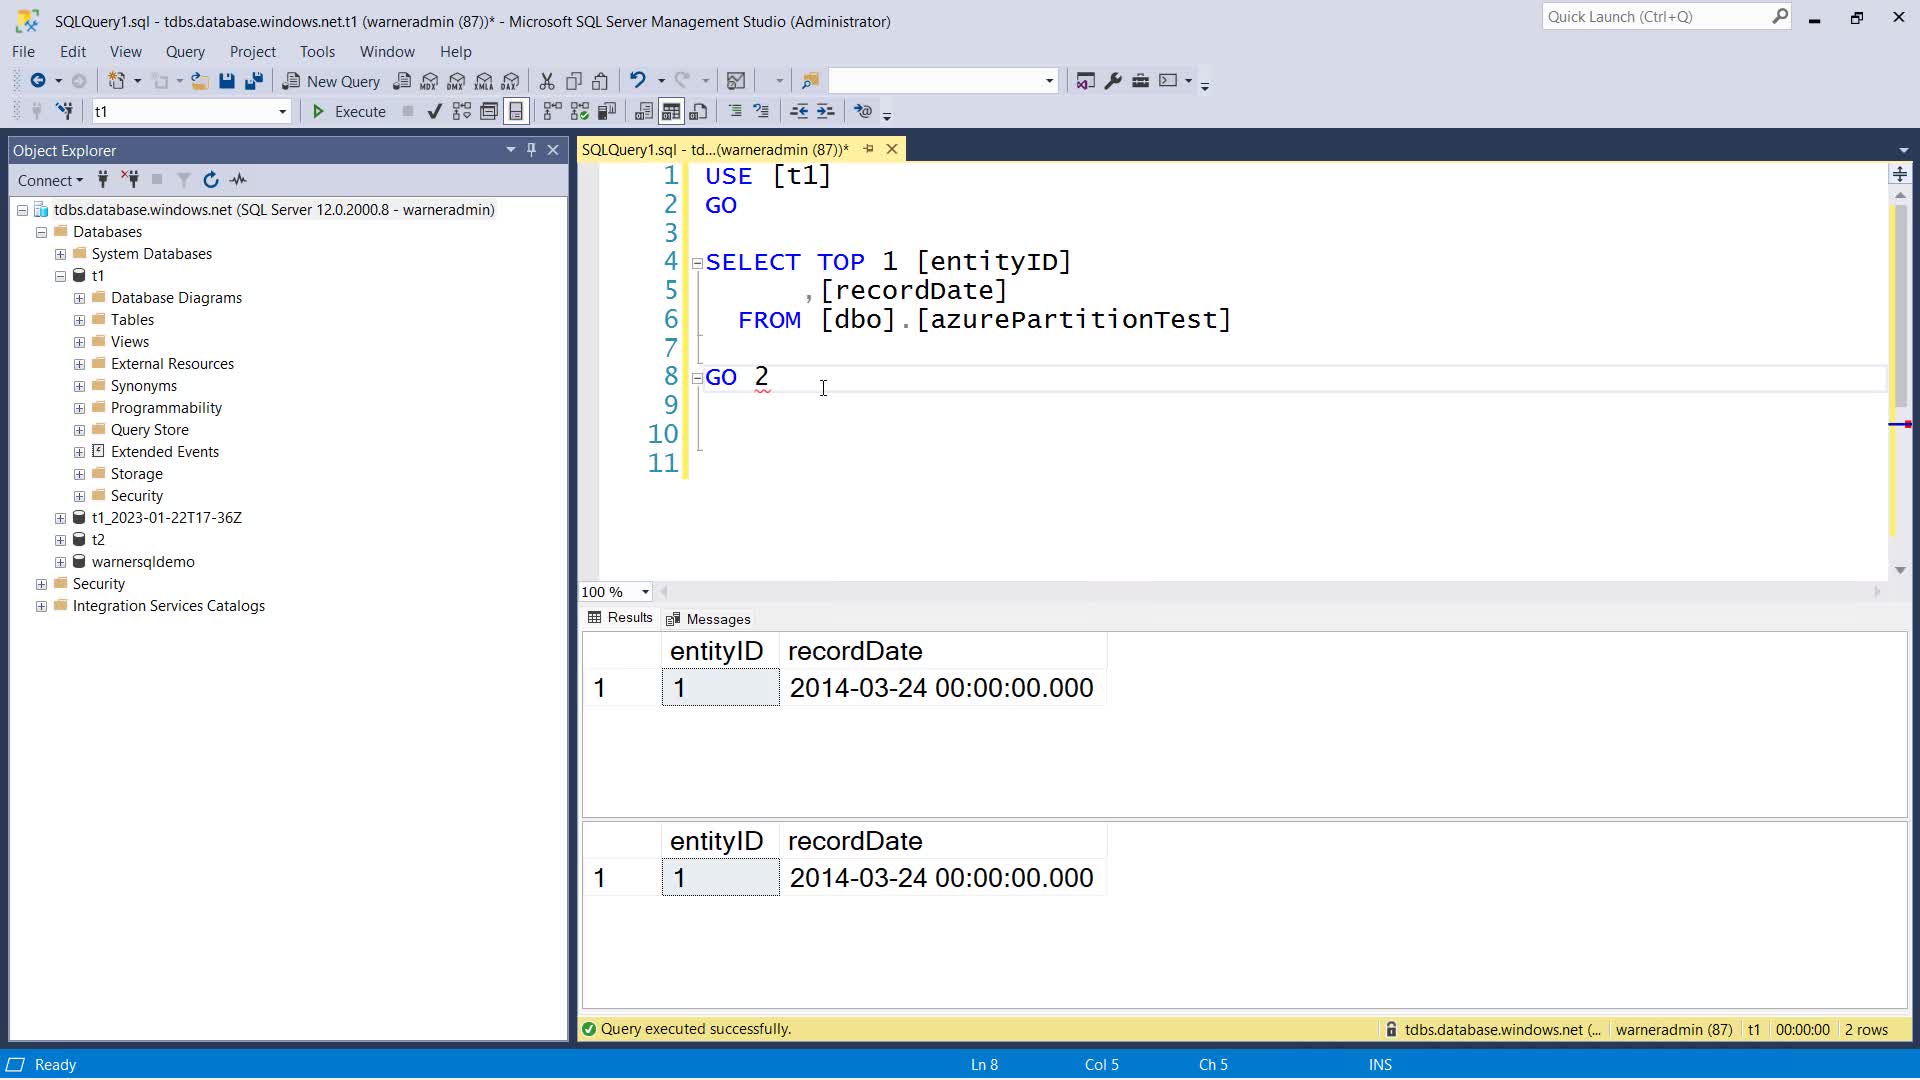 SQLQuery1.sql - tdbs.database.windows.net.t1 (warneradmin (87))* - Microsoft SQL Server Management Studio (Administrator)
Quick Launch (Ctrl+Q)
File Edit View Query Project Tools Window Help
New Query
MDX DMX XMLA DAX
t1
Execute
Object Explorer
SQLQuery1.sql - td...(warneradmin (87))*
Connect
tdbs.database.windows.net (SQL Server 12.0.2000.8 - warneradmin)
Databases
System Databases
t1
Database Diagrams
Tables
Views
External Resources
Synonyms
Programmability
Query Store
Extended Events
Storage
Security
t1_2023-01-22T17-36Z
t2
warnersqldemo
Security
Integration Services Catalogs
1 USE [t1]
2 GO
3
4 SELECT TOP 1 [entityID]
5 ,[recordDate]
6 FROM [dbo].[azurePartitionTest]
7
8 GO 2
9
10
11
100 %
Results Messages
entityID recordDate
1 1 2014-03-24 00:00:00.000
entityID recordDate
1 1 2014-03-24 00:00:00.000
Query executed successfully.
tdbs.database.windows.net (... warneradmin (87) t1 00:00:00 2 rows
Ready
Ln 8 Col 5 Ch 5 INS